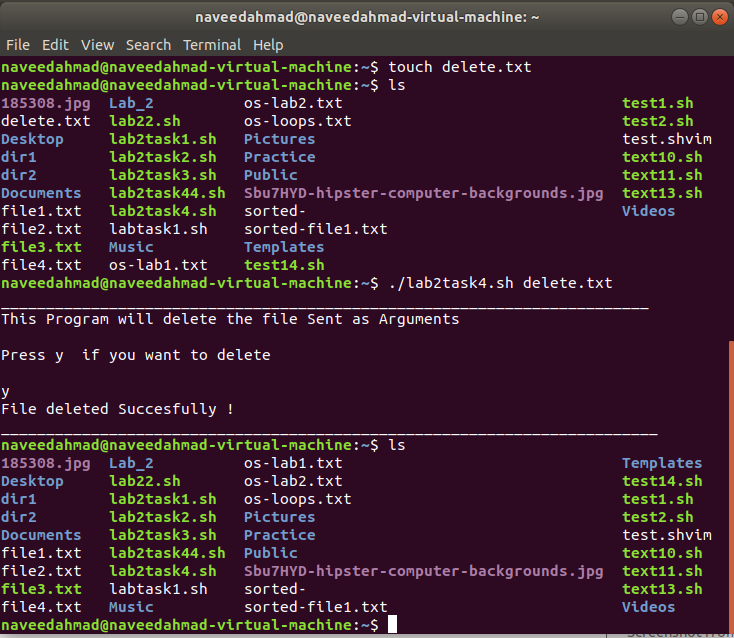 naveedahmad@naveedahmad-virtual-machine: ~
File Edit View Search Terminal Help
naveedahmad@naveedahmad-virtual-machine:~$ touch delete.txt
naveedahmad@naveedahmad-virtual-machine:~$ ls
185308.jpg Lab_2 os-lab2.txt test1.sh
delete.txt lab22.sh os-loops.txt test2.sh
Desktop lab2task1.sh Pictures test.shvim
dir1 lab2task2.sh Practice text10.sh
dir2 lab2task3.sh Public text11.sh
Documents lab2task44.sh Sbu7HYD-hipster-computer-backgrounds.jpg text13.sh
file1.txt lab2task4.sh sorted- Videos
file2.txt labtask1.sh sorted-file1.txt
file3.txt Music Templates
file4.txt os-lab1.txt test14.sh
naveedahmad@naveedahmad-virtual-machine:~$ ./lab2task4.sh delete.txt
________________________________________________________________________
This Program will delete the file Sent as Arguments
Press y  if you want to delete
y
File deleted Succesfully !
_________________________________________________________________________
naveedahmad@naveedahmad-virtual-machine:~$ ls
185308.jpg Lab_2 os-lab1.txt Templates
Desktop lab22.sh os-lab2.txt test14.sh
dir1 lab2task1.sh os-loops.txt test1.sh
dir2 lab2task2.sh Pictures test2.sh
Documents lab2task3.sh Practice test.shvim
file1.txt lab2task44.sh Public text10.sh
file2.txt lab2task4.sh Sbu7HYD-hipster-computer-backgrounds.jpg text11.sh
file3.txt labtask1.sh sorted- text13.sh
file4.txt Music sorted-file1.txt Videos
naveedahmad@naveedahmad-virtual-machine:~$